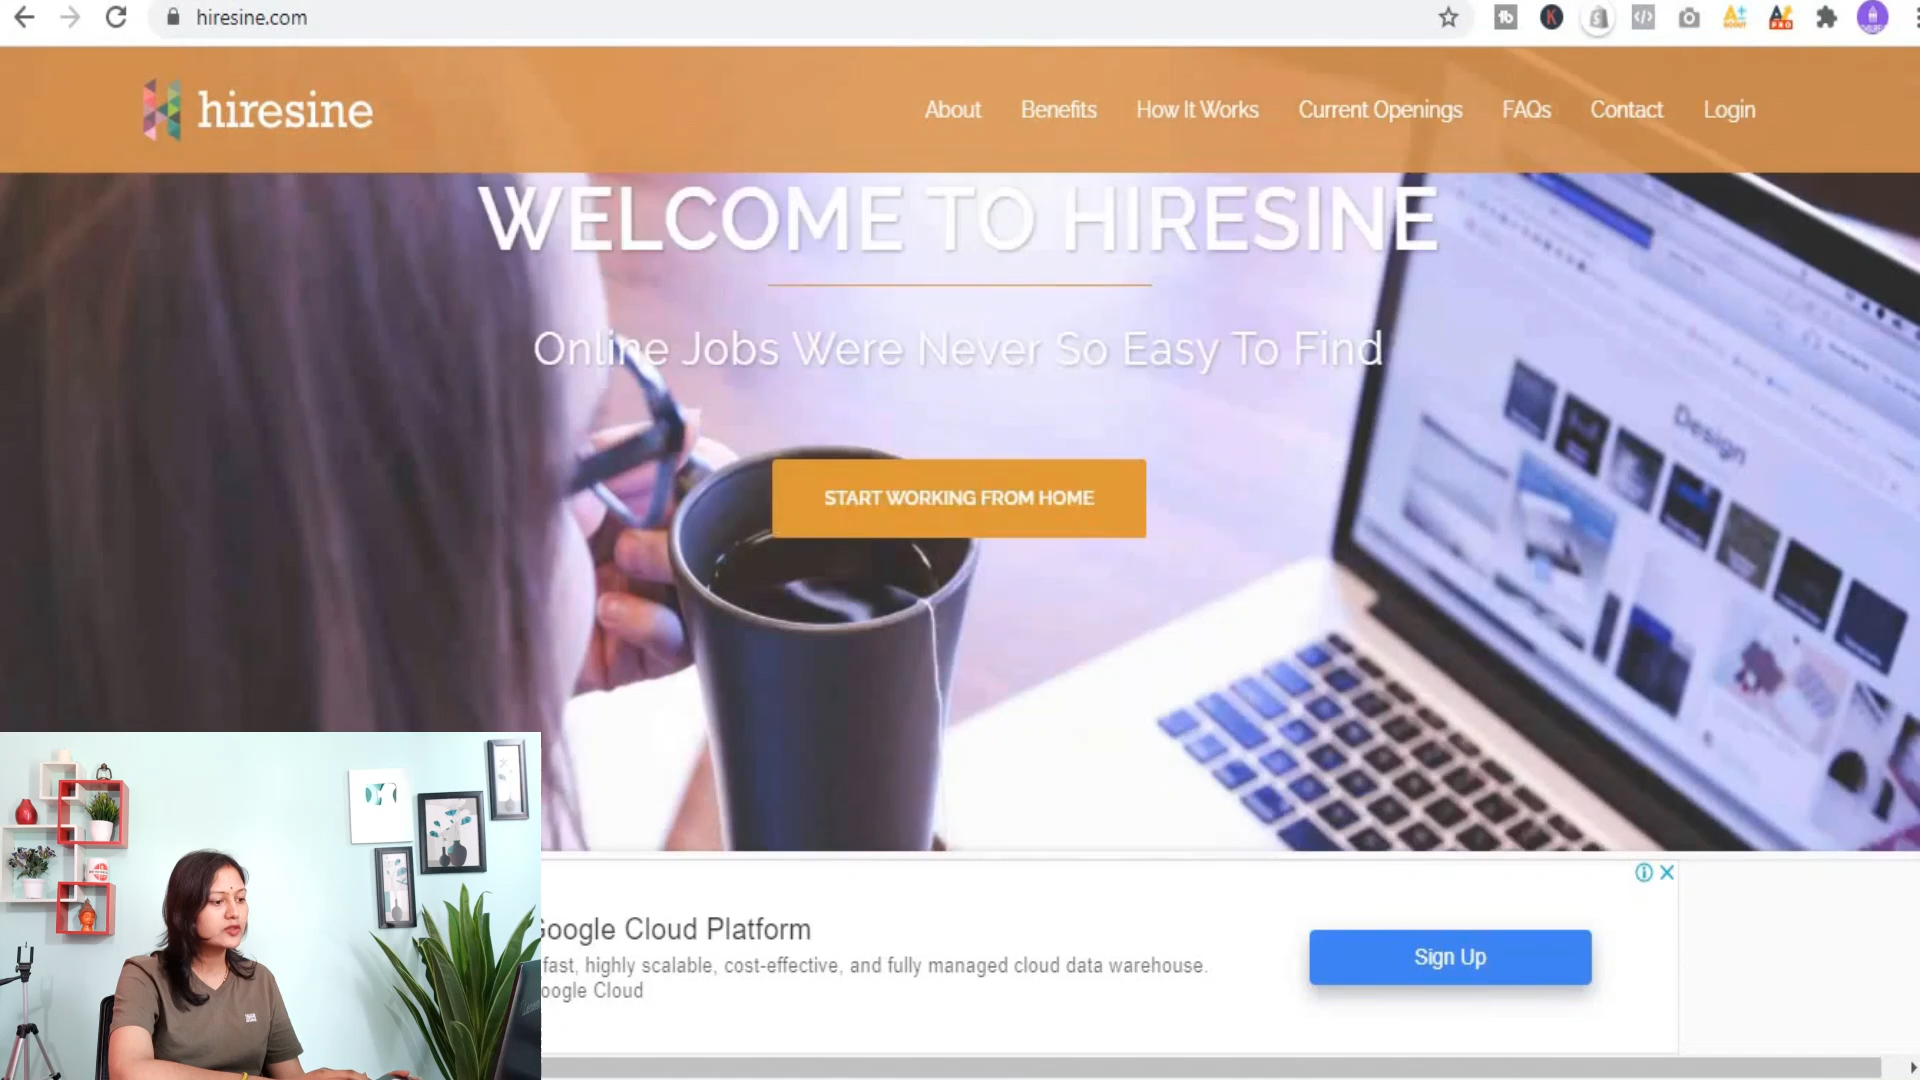 hiresine.com
hiresine
About Benefits How It Works Current Openings FAQs Contact Login
WELCOME TO HIRESINE
Online Jobs Were Never So Easy To Find
START WORKING FROM HOME
Design
Google Cloud Platform
fast, highly scalable, cost-effective, and fully managed cloud data warehouse.
oogle Cloud
Sign Up